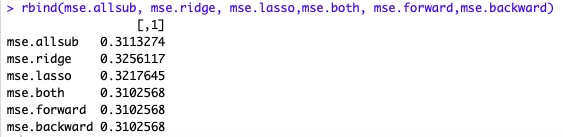 > rbind(mse.allsub, mse.ridge, mse.lasso,mse.both, mse.forward,mse.backward)
[,1]
mse.allsub 0.3113274
mse.ridge 0.3256117
mse.lasso 0.3217645
mse.both 0.3102568
mse.forward 0.3102568
mse.backward 0.3102568